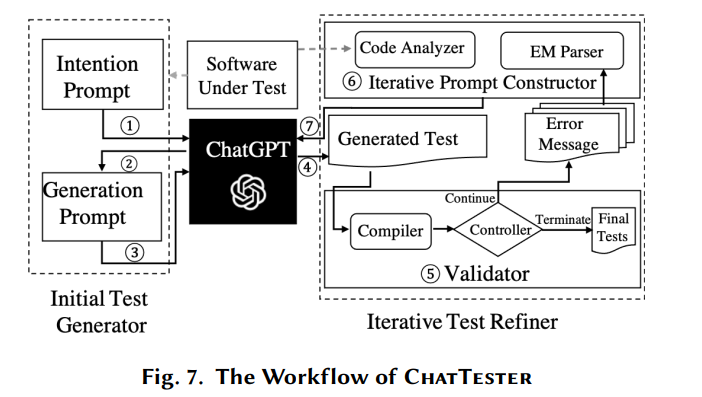 Intention
Prompt
Software
Under Test
Code Analyzer
EM Parser
⑥ Iterative Prompt Constructor
①
②
Generation
Prompt
③
ChatGPT
⑦
④
Generated Test
Error
Message
Continue
Compiler
Controller
Terminate
Final
Tests
⑤ Validator
Initial Test
Generator
Iterative Test Refiner
Fig. 7. The Workflow of CHATTESTER